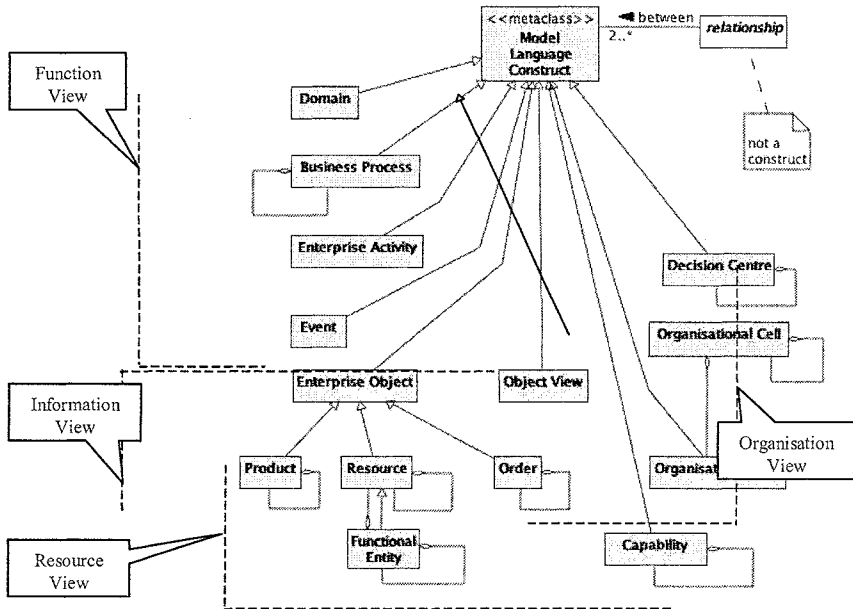 <<metaclass>>
Model
Language
Construct
between
2..*
relationship
not a
construct
Function
View
Domain
Business Process
Enterprise Activity
Event
Decision Centre
Organisational Cell
Enterprise Object
Object View
Information
View
Organisation
View
Product
Resource
Order
Functional
Entity
Capability
Resource
View